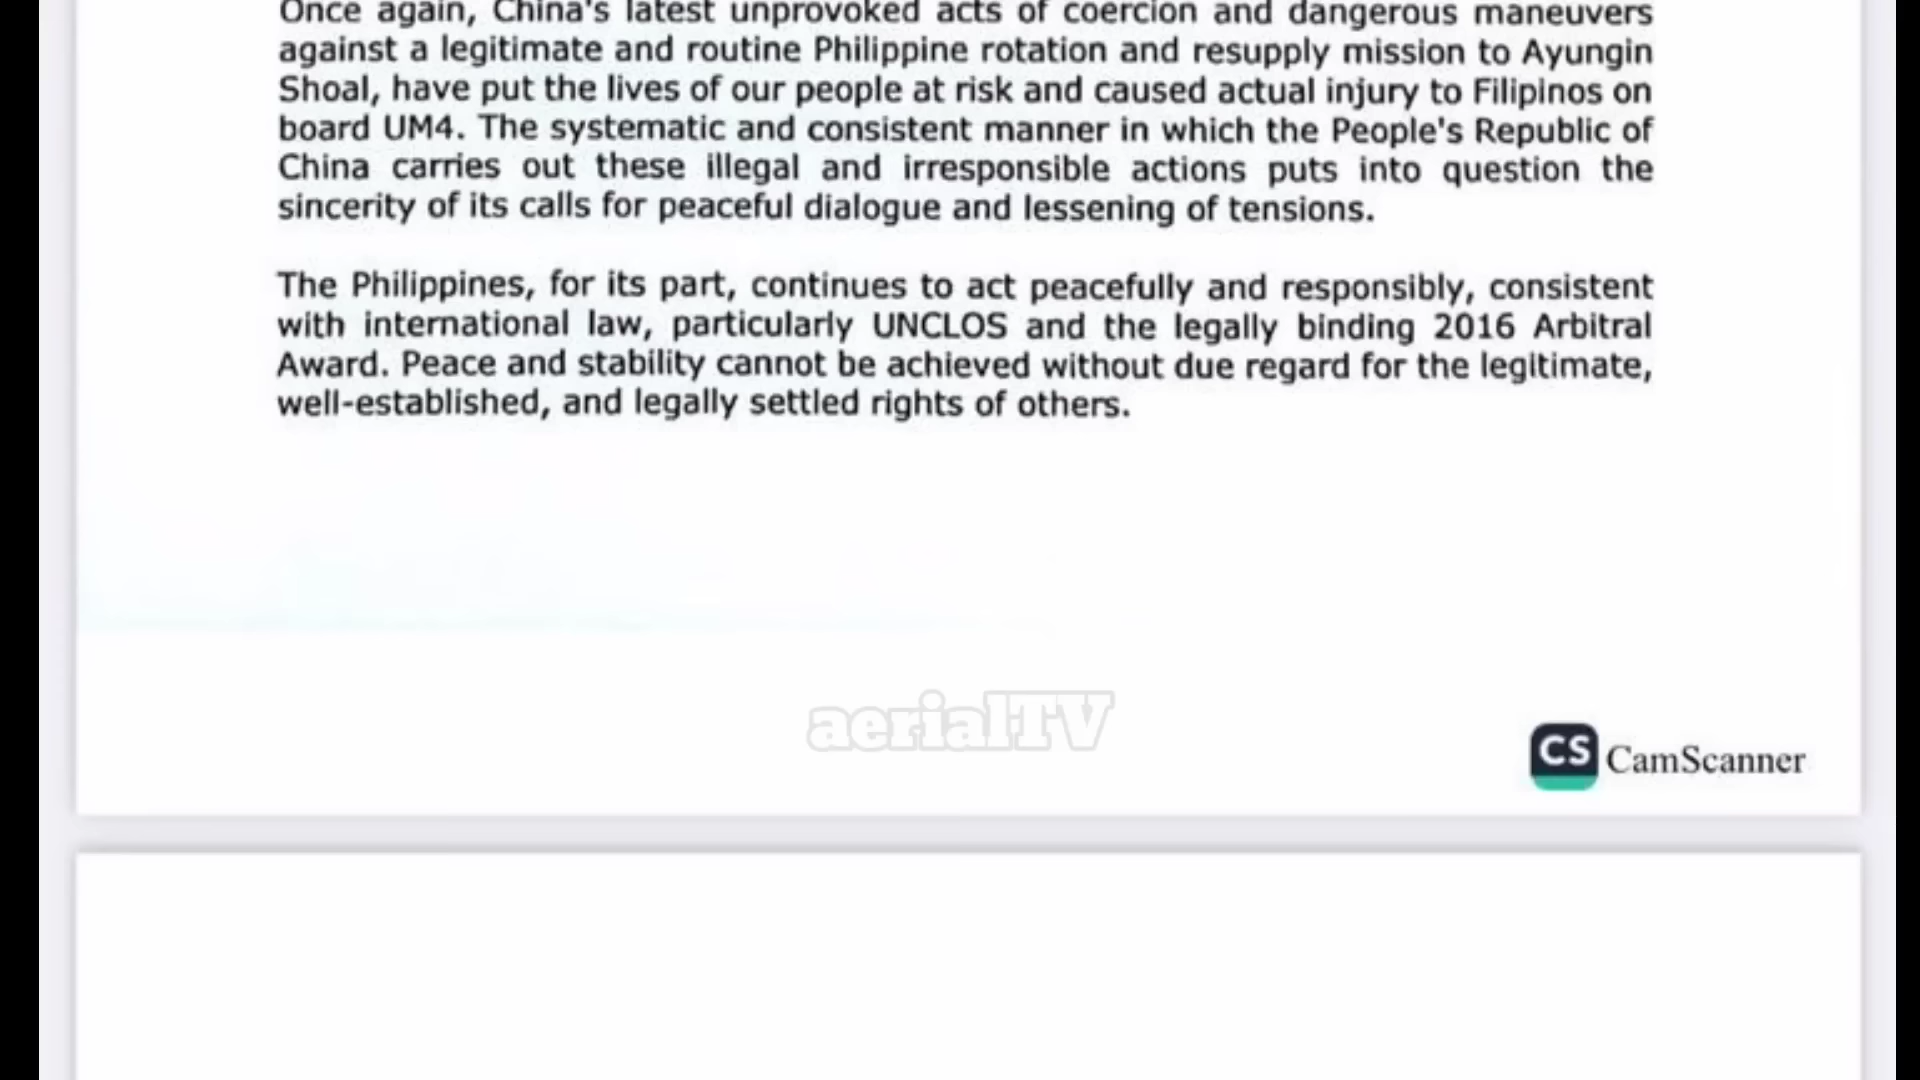 Once again, China's latest unprovoked acts of coercion and dangerous maneuvers
against a legitimate and routine Philippine rotation and resupply mission to Ayungin
Shoal, have put the lives of our people at risk and caused actual injury to Filipinos on
board UM4. The systematic and consistent manner in which the People's Republic of
China carries out these illegal and irresponsible actions puts into question the
sincerity of its calls for peaceful dialogue and lessening of tensions.
The Philippines, for its part, continues to act peacefully and responsibly, consistent
with international law, particularly UNCLOS and the legally binding 2016 Arbitral
Award. Peace and stability cannot be achieved without due regard for the legitimate,
well-established, and legally settled rights of others.
aerialTV
CS CamScanner